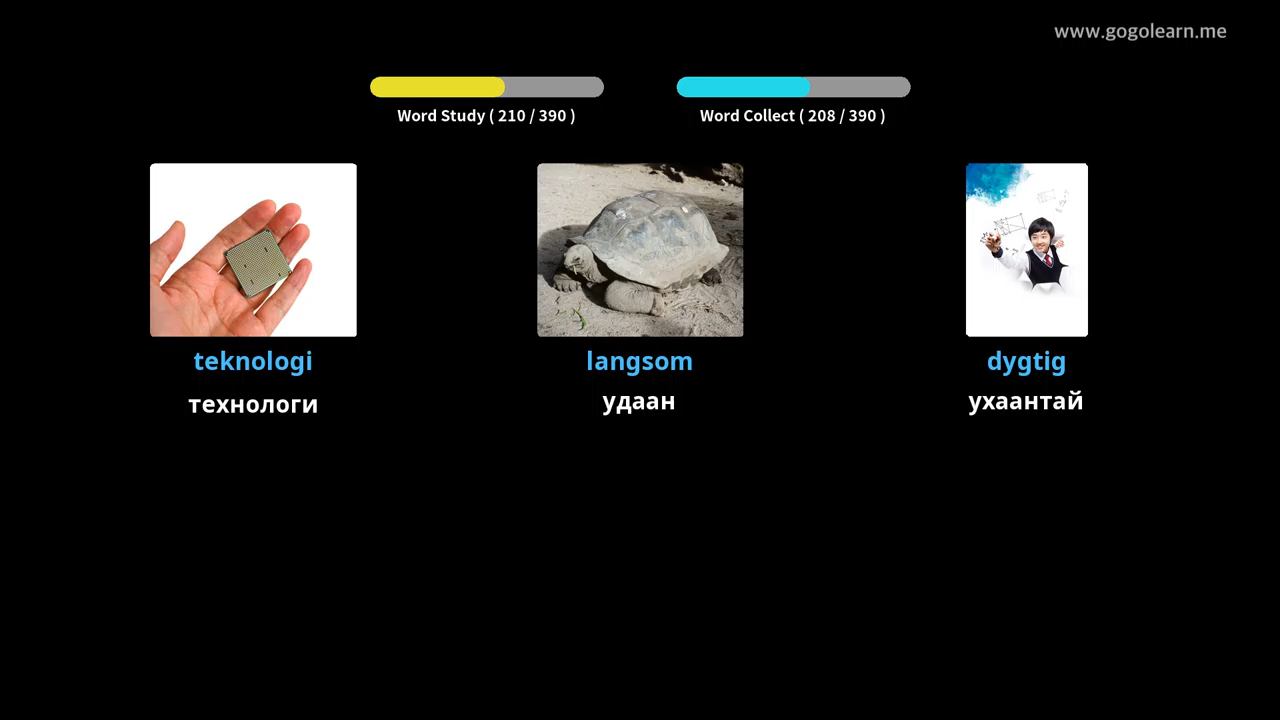 www.gogolearn.me
Word Study ( 210 / 390 )
Word Collect ( 208 / 390 )
teknologi
langsom
dygtig
технологи
удаан
ухаантай